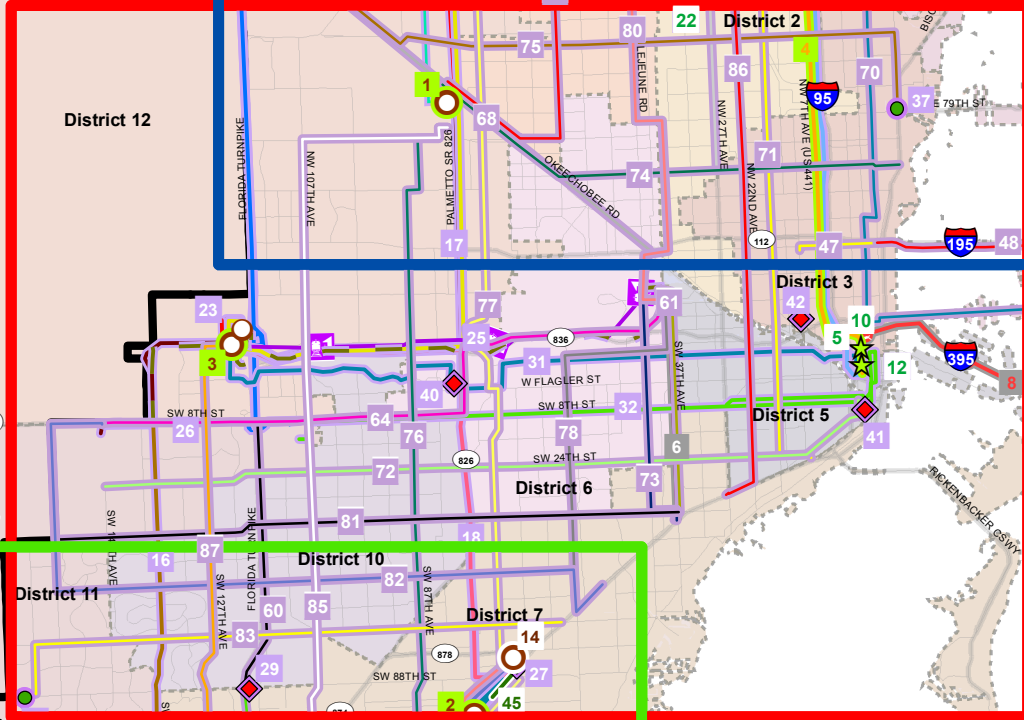 22
District 2
80
75
4
70
86
LEJEUNE RD
1
95
37
E 79TH ST
68
District 12
NW 27TH AVE
NW 7TH AVE (US 441)
71
FLORIDA TURNPIKE
NW 107TH AVE
PALMETTO SR 826
OKEECHOBEE RD
74
NW 22ND AVE
17
112
47
195
48
District 3
42
23
77
61
10
25
836
5
3
31
395
12
40
W FLAGLER ST
SW 37TH AVE
8
SW 8TH ST
64
SW 8TH ST
32
District 5
26
76
78
41
826
SW 24TH ST
6
72
District 6
73
RICKENBACKER CSWY
81
18
87
FLORIDA TURNPIKE
16
District 10
82
District 11
SW 127TH AVE
60
85
SW 87TH AVE
District 7
83
14
878
29
SW 88TH ST
27
2
45